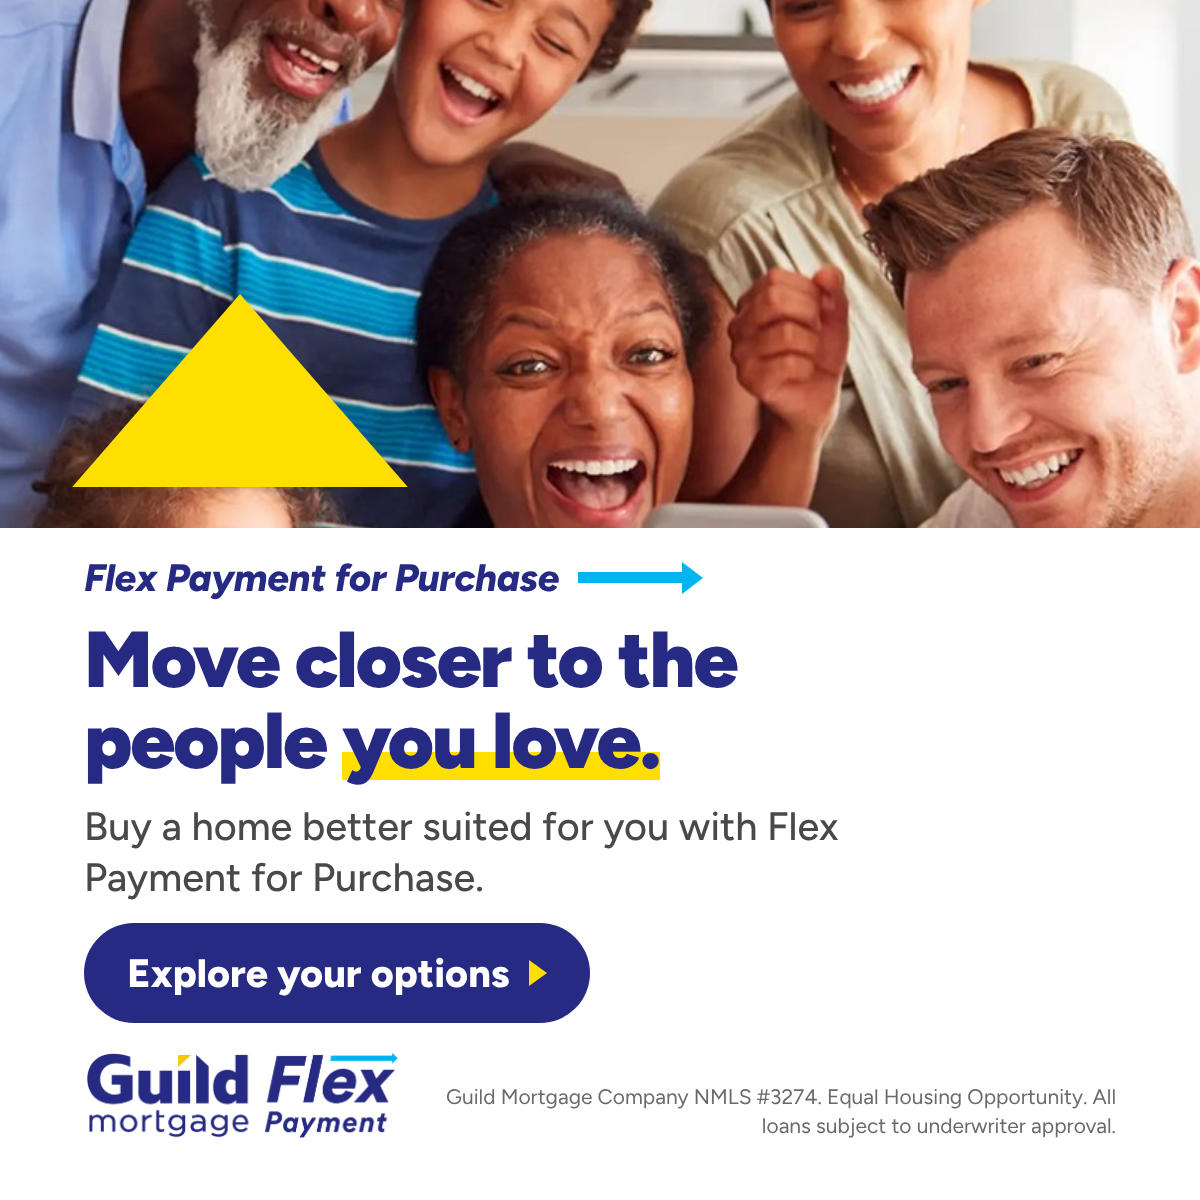 Flex Payment for Purchase
Move closer to the
people you love.
Buy a home better suited for you with Flex
Payment for Purchase.
Explore your options
Guild Flex
mortgage Payment
Guild Mortgage Company NMLS #3274. Equal Housing Opportunity. All
loans subject to underwriter approval.